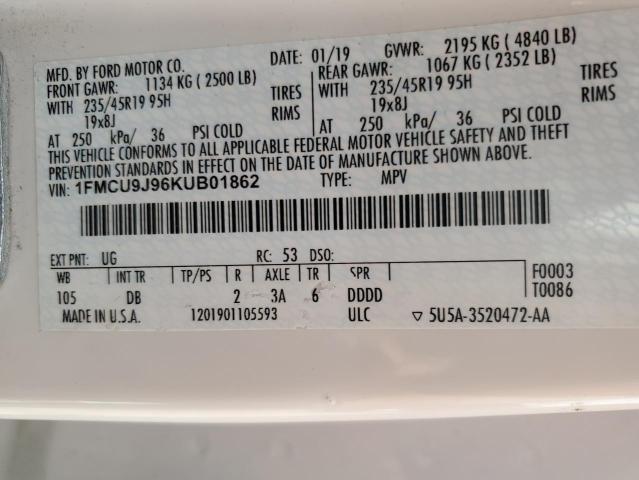 MFD. BY FORD MOTOR CO.
DATE: 01/19 GVWR: 2195 KG ( 4840 LB)
FRONT GAWR: 1134 KG ( 2500 LB) REAR GAWR: 1067 KG ( 2352 LB)
WITH 235/45R19 95H TIRES WITH 235/45R19 95H TIRES
19x8J RIMS 19x8J RIMS
AT 250 kPa/ 36 PSI COLD AT 250 kPa/ 36 PSI COLD
THIS VEHICLE CONFORMS TO ALL APPLICABLE FEDERAL MOTOR VEHICLE SAFETY AND THEFT
PREVENTION STANDARDS IN EFFECT ON THE DATE OF MANUFACTURE SHOWN ABOVE.
VIN: 1FMCU9J96KUB01862 TYPE: MPV
EXT PNT: UG RC: 53 DSO:
WB INT TR TP/PS R AXLE TR SPR F0003
105 DB 2 3A 6 DDDD T0086
MADE IN U.S.A. 1201901105593 ULC ▽ 5U5A-3520472-AA